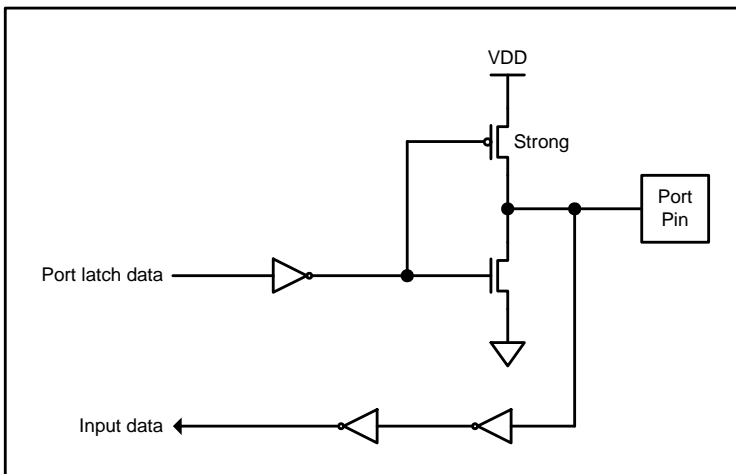 VDD
Strong
Port
Pin
Port latch data
Input data